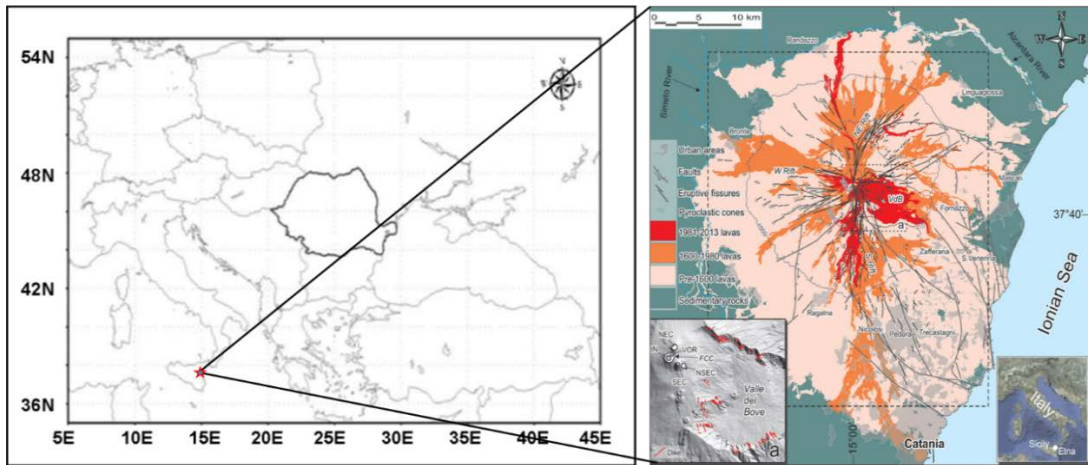 54N
48N
42N
36N
5E 10E 15E 20E 25E 30E 35E 40E 45E
0 5 10 km
N
W E
Randazzo
Alcantara River
Simeto River
Linguaglossa
Bronte
NE Rift
W Rift
Mascali
VdB
Fornazzo
a
37°40'
Zafferana
S.Venerina
S Rift
Ionian Sea
Urban areas
Faults
Eruptive fissures
Pyroclastic cones
1981-2013 lavas
1600-1980 lavas
Pre-1600 lavas
Sedimentary rocks
Ragalna
Nicolosi
Pedara
Trecastagni
NEC
VOR
FCC
NSEC
SEC
Valle
del
Bove
Dike
a
15°00'
Catania
Italy
Sicily
Etna